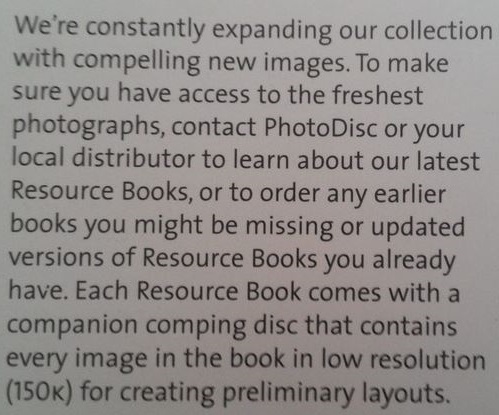 We're constantly expanding our collection
with compelling new images. To make
sure you have access to the freshest
photographs, contact PhotoDisc or your
local distributor to learn about our latest
Resource Books, or to order any earlier
books you might be missing or updated
versions of Resource Books you already
have. Each Resource Book comes with a
companion comping disc that contains
every image in the book in low resolution
(150K) for creating preliminary layouts.